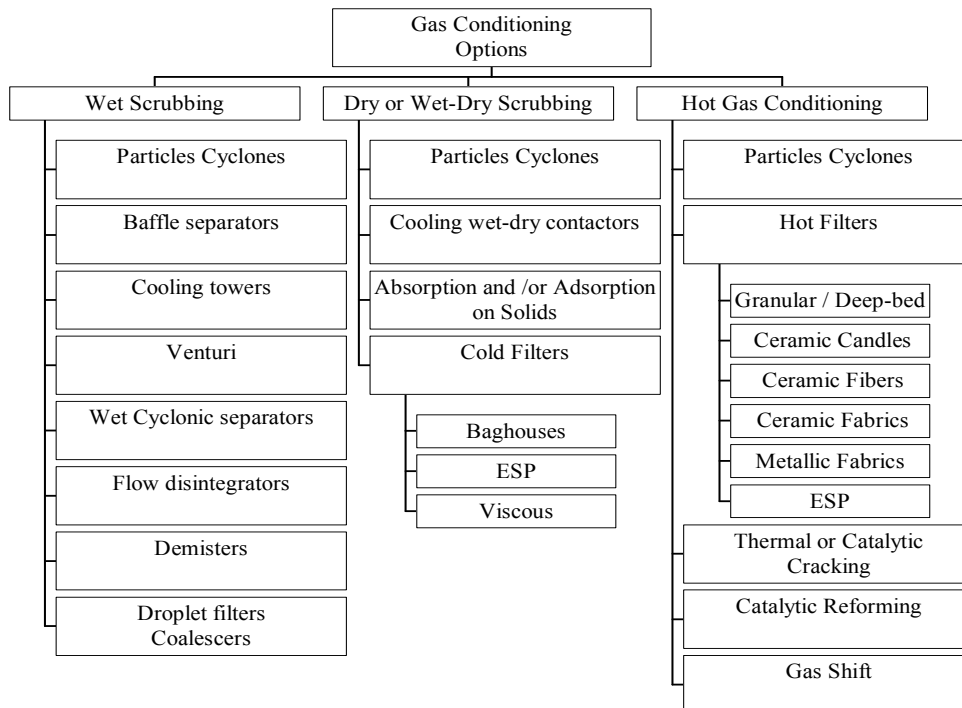 Gas Conditioning
Options
Wet Scrubbing
Particles Cyclones
Baffle separators
Cooling towers
Venturi
Wet Cyclonic separators
Flow disintegrators
Demisters
Droplet filters
Coalescers
Dry or Wet-Dry Scrubbing
Particles Cyclones
Cooling wet-dry contactors
Absorption and /or Adsorption
on Solids
Cold Filters
Baghouses
ESP
Viscous
Hot Gas Conditioning
Particles Cyclones
Hot Filters
Granular / Deep-bed
Ceramic Candles
Ceramic Fibers
Ceramic Fabrics
Metallic Fabrics
ESP
Thermal or Catalytic
Cracking
Catalytic Reforming
Gas Shift